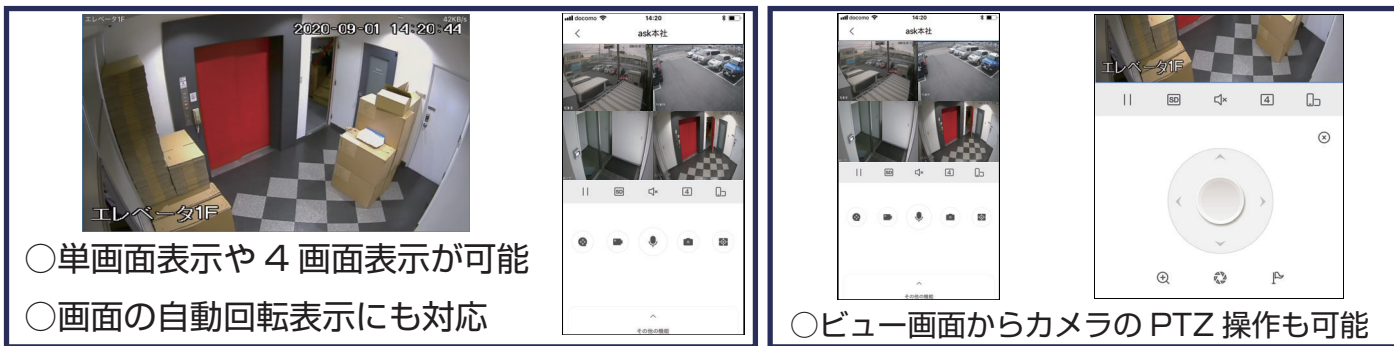 エレベータ1F
42KB/s
2020-09-01 14:20:44
エレベータ1F
○単画面表示や4画面表示が可能
○画面の自動回転表示にも対応
docomo 14:20
ask本社
SD
4
その他の機能
docomo 14:20
ask本社
SD
4
その他の機能
エレベータ1F
SD
4
○ビュー画面からカメラのPTZ操作も可能